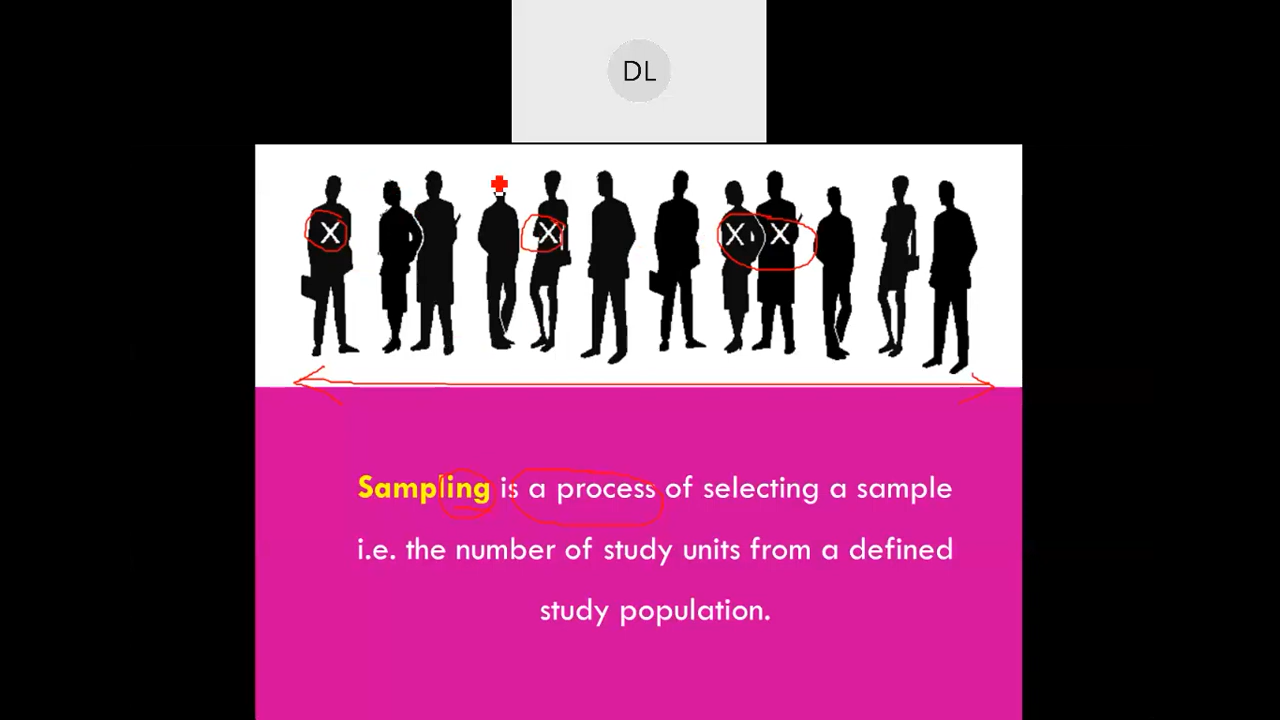 DL
X X X X
Sampling is a process of selecting a sample
i.e. the number of study units from a defined
study population.